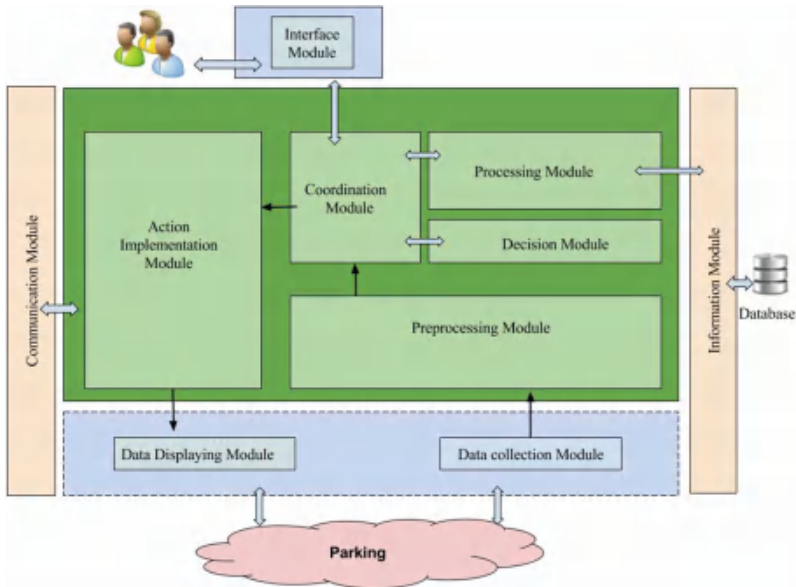 Interface
Module
Communication Module
Action
Implementation
Module
Coordination
Module
Processing Module
Decision Module
Preprocessing Module
Information Module
Database
Data Displaying Module
Data collection Module
Parking